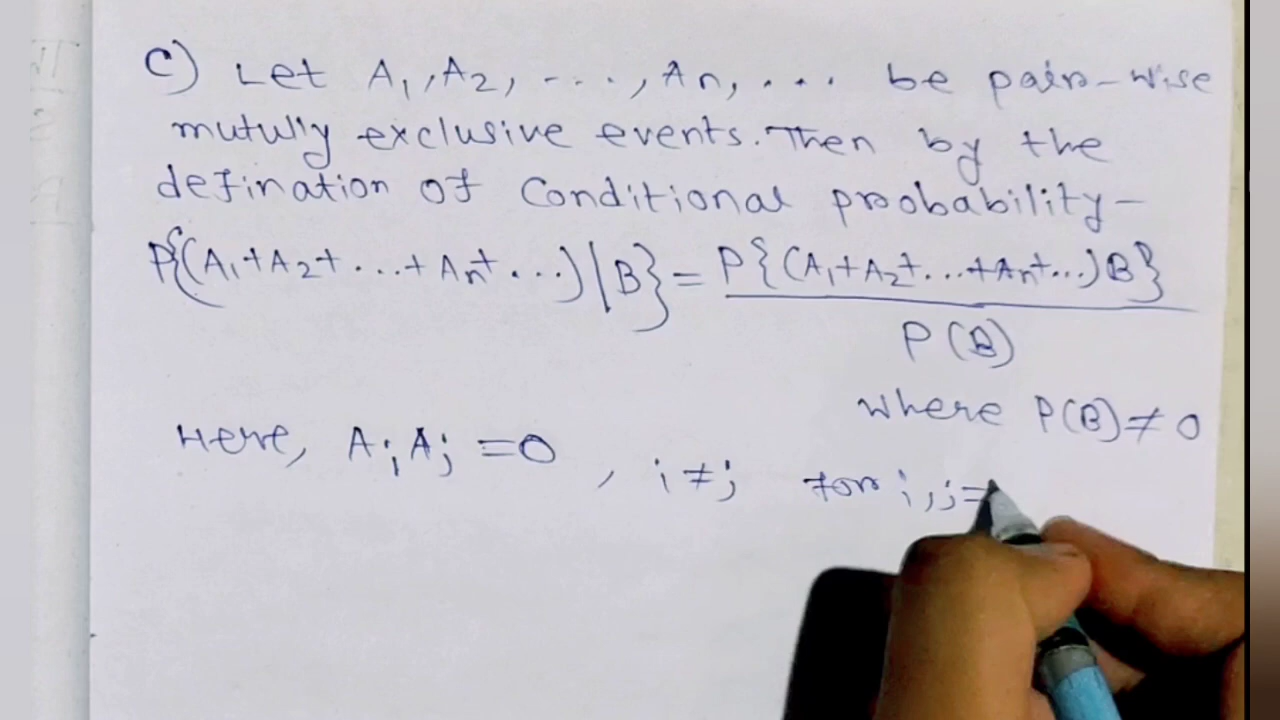 C) Let A₁, A₂, ...., An, ... be pair-wise
mutully exclusive events. Then by the
defination of Conditional probability-
P{(A₁+A₂+...+An+...)|B} = P{(A₁+A₂+...+An+...)B}
P(B)
where P(B)≠0
Here, AᵢAⱼ =0 , i≠j for i,j=